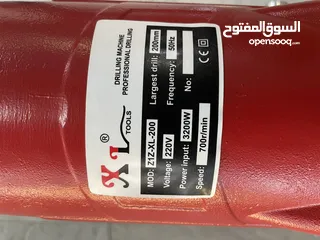 السوق المفتوح
opensooq.com
XL®
TOOLS
DRILLING MACHINE
PROFESSIONAL DRILLING
MOD: Z1Z-XL-200
Largest drill: 200mm
Voltage: 220V
Frequency: 50Hz
Power input: 3200W
No:
Speed: 700r/min